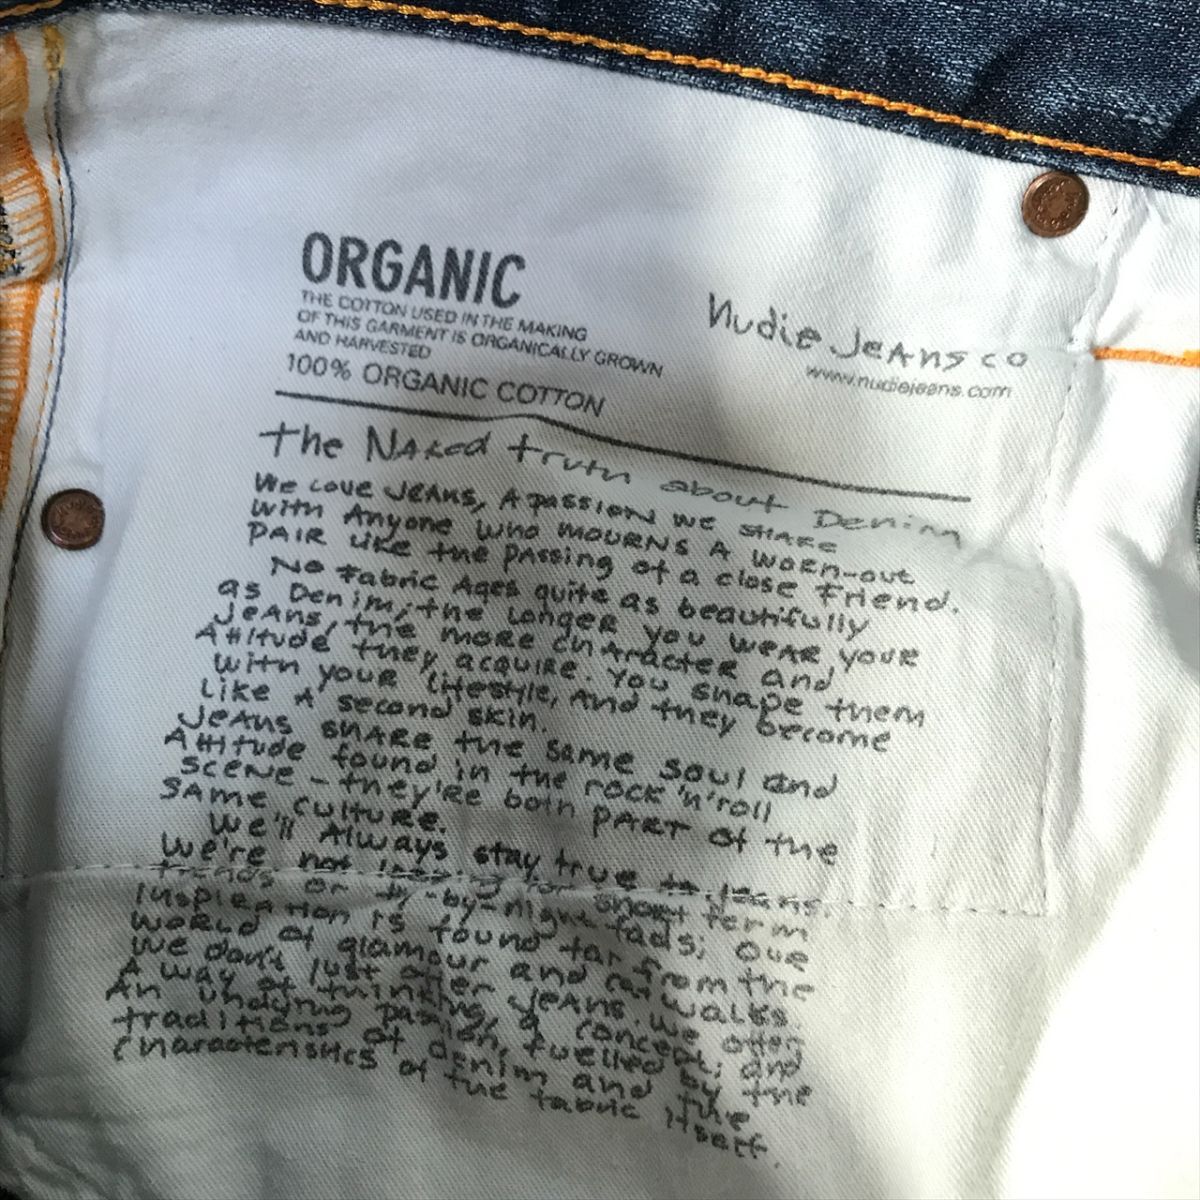 ORGANIC
THE COTTON USED IN THE MAKING
OF THIS GARMENT IS ORGANICALLY GROWN
AND HARVESTED
100% ORGANIC COTTON
nudie jeans co
www.nudiejeans.com
The Naked truth about Denim
We love jeans, a passion we share
with anyone who mourns a worn-out
pair like the passing of a close friend.
No fabric ages quite as beautifully
as denim, the longer you wear your
jeans, the more character and
attitude they acquire. You shape them
with your lifestyle, and they become
like a second skin.
Jeans share the same soul and
attitude found in the rock'n'roll
scene - they're both part of the
same culture.
We'll always stay true to jeans.
We're not looking for short term
trends or fly-by-night fads; our
inspiration is found far from the
world of glamour and catwalks.
We don't just offer jeans. We offer
a way of thinking, a concept; and
an undying passion, fuelled by the
traditions of denim and the
characteristics of the fabric itself.